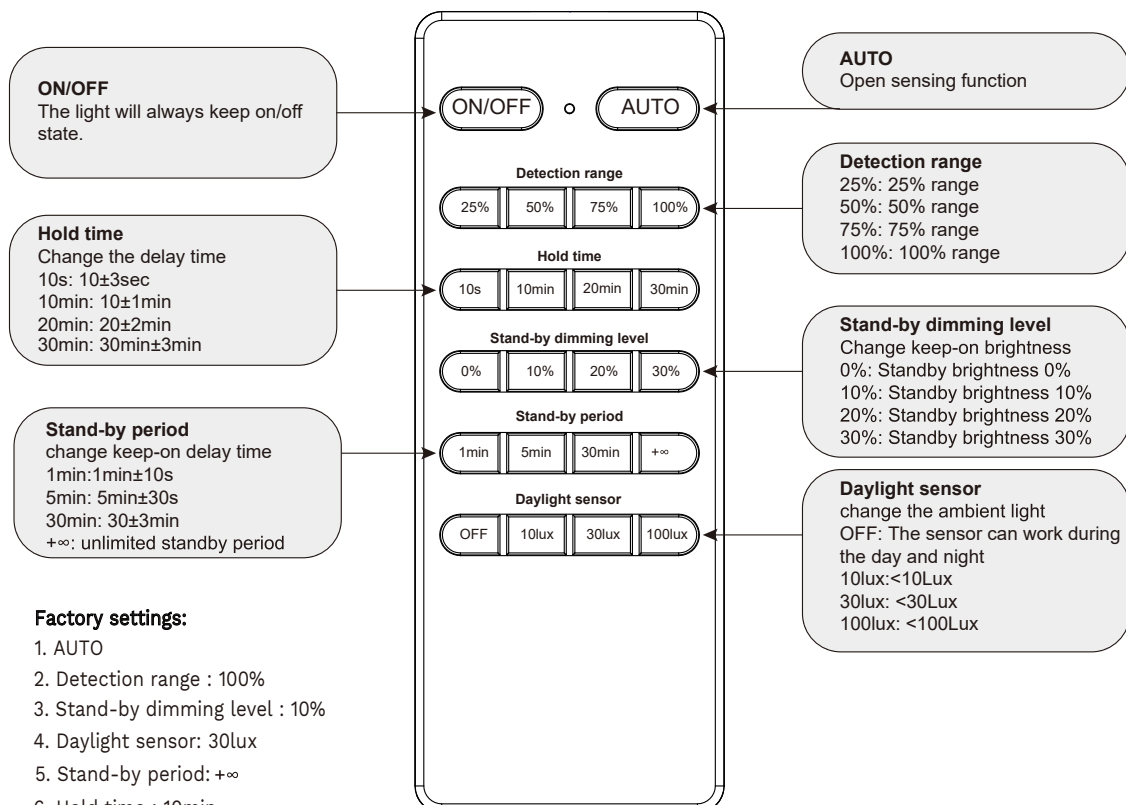 ON/OFF
The light will always keep on/off
state.
Hold time
Change the delay time
10s: 10±3sec
10min: 10±1min
20min: 20±2min
30min: 30min±3min
Stand-by period
change keep-on delay time
1min:1min±10s
5min: 5min±30s
30min: 30±3min
+∞: unlimited standby period
ON/OFF AUTO
Detection range
25% 50% 75% 100%
Hold time
10s 10min 20min 30min
Stand-by dimming level
0% 10% 20% 30%
Stand-by period
1min 5min 30min +∞
Daylight sensor
OFF 10lux 30lux 100lux
AUTO
Open sensing function
Detection range
25%: 25% range
50%: 50% range
75%: 75% range
100%: 100% range
Stand-by dimming level
Change keep-on brightness
0%: Standby brightness 0%
10%: Standby brightness 10%
20%: Standby brightness 20%
30%: Standby brightness 30%
Daylight sensor
change the ambient light
OFF: The sensor can work during
the day and night
10lux:<10Lux
30lux: <30Lux
100lux: <100Lux
Factory settings:
1. AUTO
2. Detection range : 100%
3. Stand-by dimming level : 10%
4. Daylight sensor: 30lux
5. Stand-by period: +∞
6. Hold time : 10min